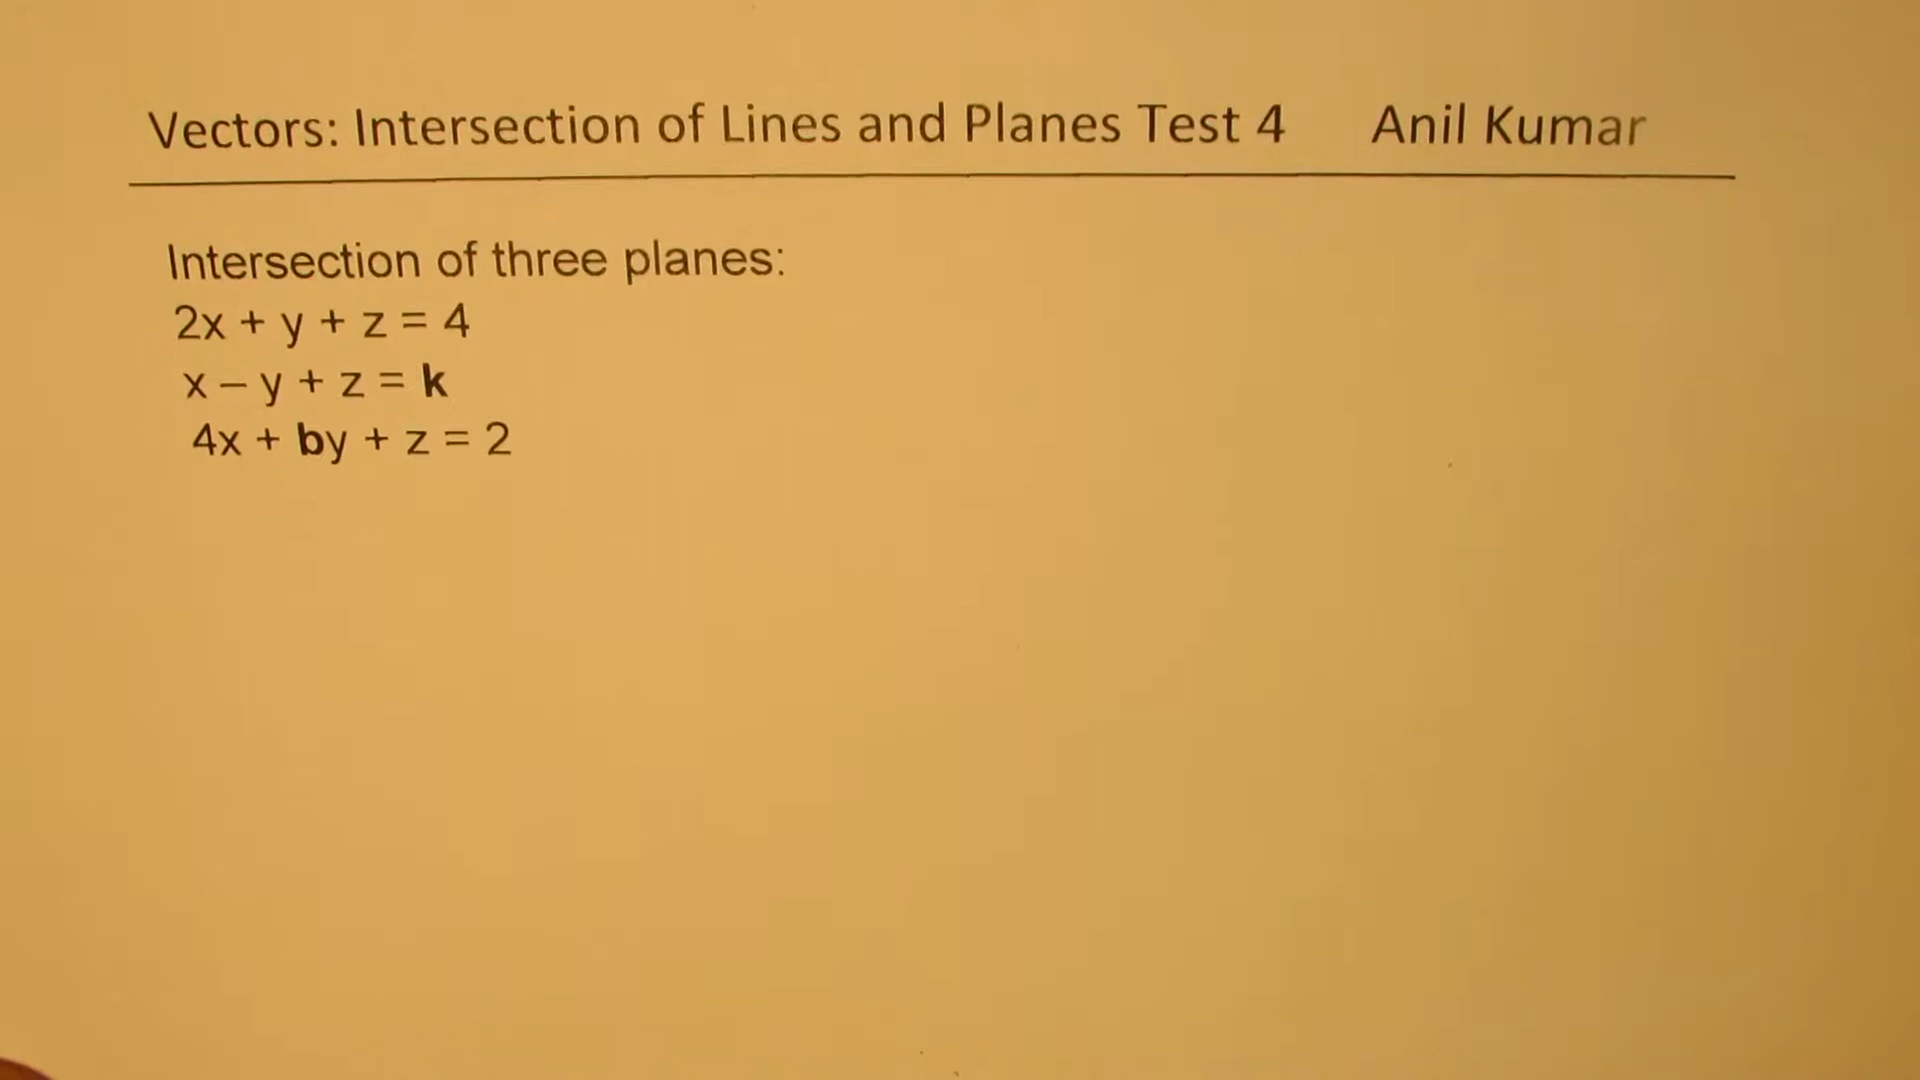 Vectors: Intersection of Lines and Planes Test 4 Anil Kumar
Intersection of three planes:
2x + y + z = 4
x – y + z = k
4x + by + z = 2